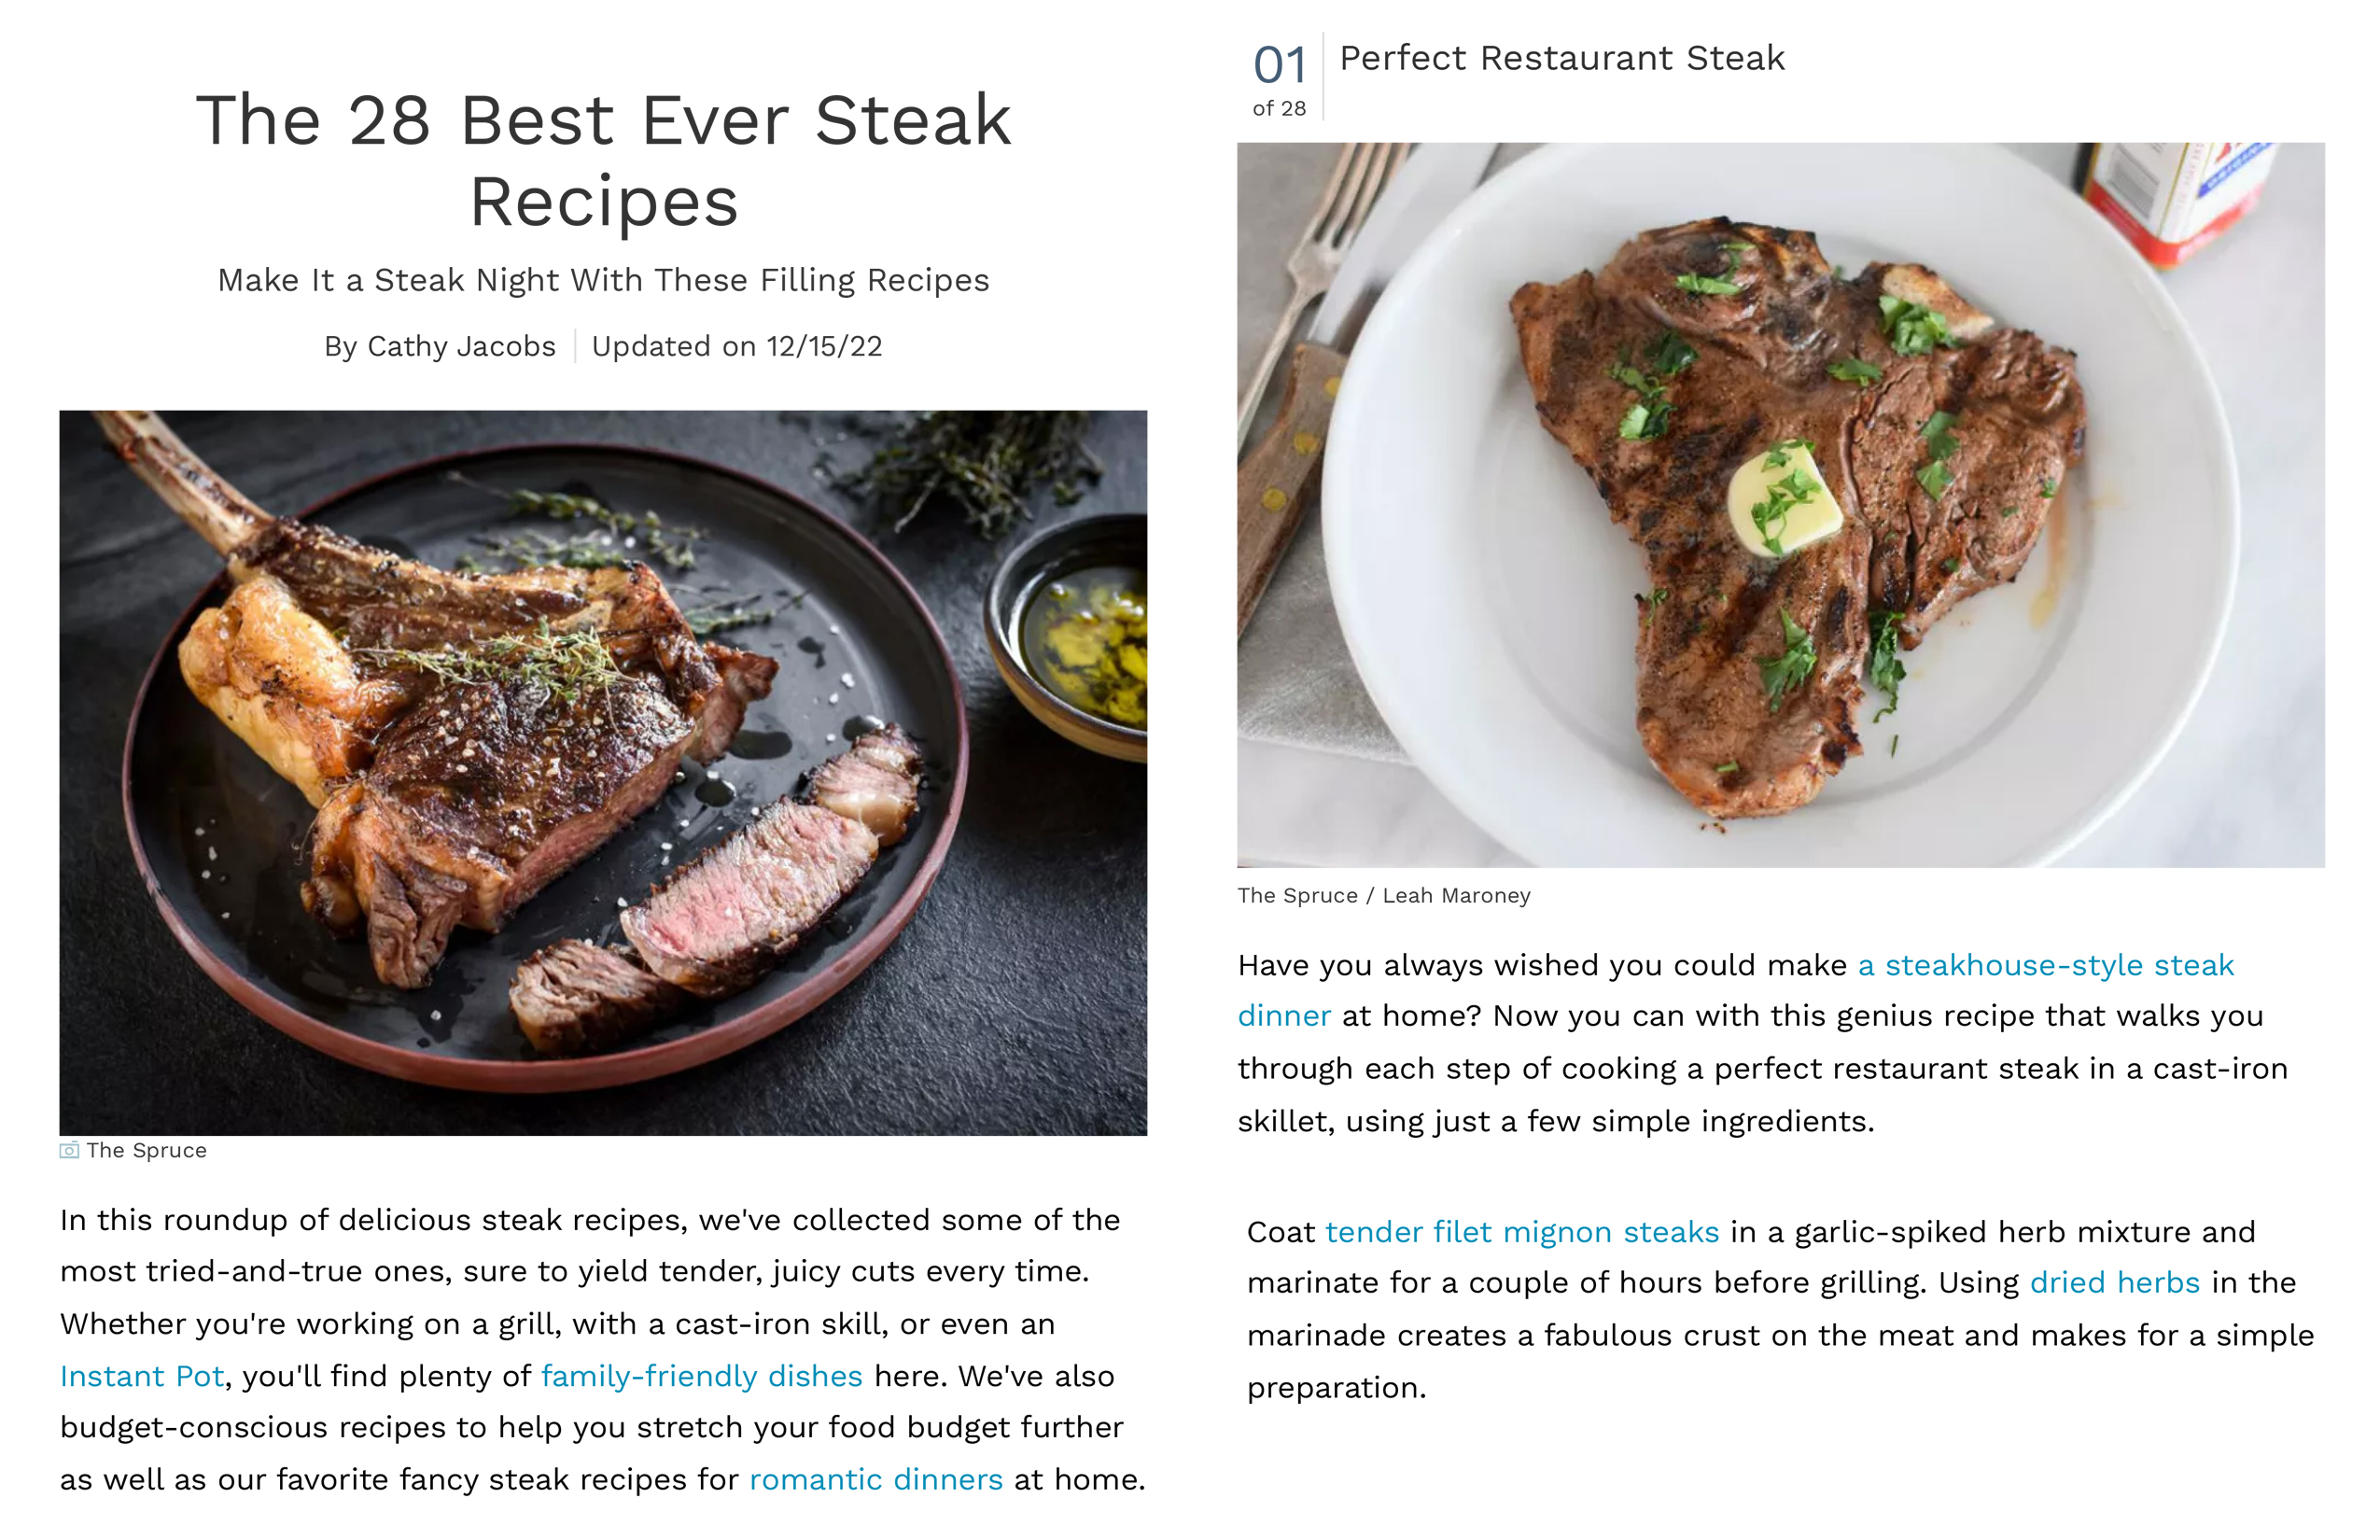 The 28 Best Ever Steak
Recipes
Make It a Steak Night With These Filling Recipes
By Cathy Jacobs
Updated on 12/15/22
The Spruce
In this roundup of delicious steak recipes, we've collected some of the
most tried-and-true ones, sure to yield tender, juicy cuts every time.
Whether you're working on a grill, with a cast-iron skill, or even an
Instant Pot, you'll find plenty of family-friendly dishes here. We've also
budget-conscious recipes to help you stretch your food budget further
as well as our favorite fancy steak recipes for romantic dinners at home.
01
of 28
Perfect Restaurant Steak
The Spruce / Leah Maroney
Have you always wished you could make a steakhouse-style steak
dinner at home? Now you can with this genius recipe that walks you
through each step of cooking a perfect restaurant steak in a cast-iron
skillet, using just a few simple ingredients.
Coat tender filet mignon steaks in a garlic-spiked herb mixture and
marinate for a couple of hours before grilling. Using dried herbs in the
marinade creates a fabulous crust on the meat and makes for a simple
preparation.